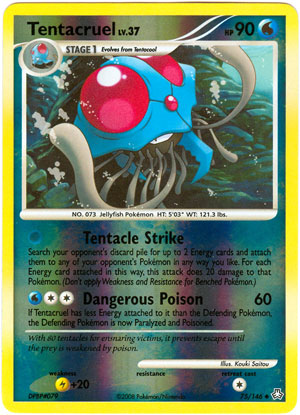 Tentacruel LV.37 HP 90
STAGE 1 Evolves from Tentacool
NO. 073 Jellyfish Pokémon HT: 5'03" WT: 121.3 lbs.
Tentacle Strike
Search your opponent's discard pile for up to 2 Energy cards and attach
them to any of your opponent's Pokémon in any way you like. For each
Energy card attached in this way, this attack does 20 damage to that
Pokémon. (Don't apply Weakness and Resistance for Benched Pokémon.)
Dangerous Poison 60
If Tentacruel has less Energy attached to it than the Defending Pokémon,
the Defending Pokémon is now Paralyzed and Poisoned.
With 80 tentacles for ensnaring victims, it prevents escape until
the prey is weakened by poison.
Illus. Kouki Saitou
weakness resistance retreat cost
+20
DPBP#079 ©2008 Pokémon/Nintendo 75/146